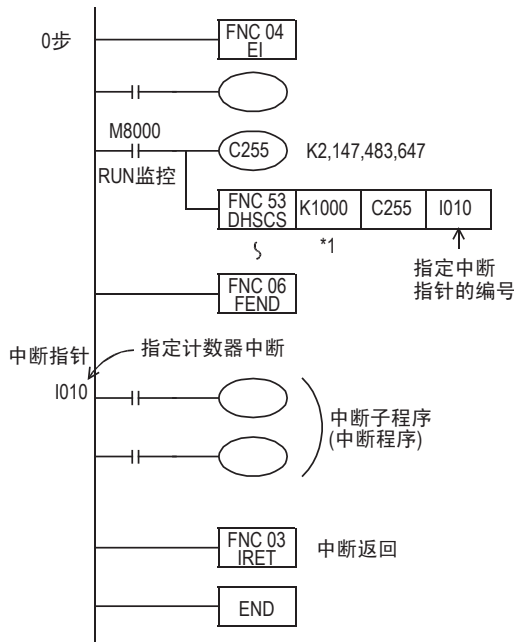 0步
FNC 04
EI
M8000
RUN监控
C255
K2,147,483,647
FNC 53
DHSCS
K1000
C255
I010
*1
指定中断
指针的编号
FNC 06
FEND
中断指针
指定计数器中断
I010
中断子程序
(中断程序)
FNC 03
IRET
中断返回
END